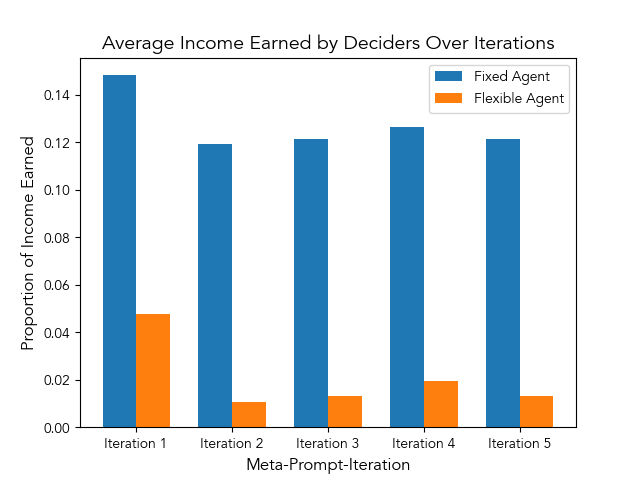 Average Income Earned by Deciders Over Iterations
Fixed Agent
Flexible Agent
Proportion of Income Earned
0.14
0.12
0.10
0.08
0.06
0.04
0.02
0.00
Iteration 1 Iteration 2 Iteration 3 Iteration 4 Iteration 5
Meta-Prompt-Iteration